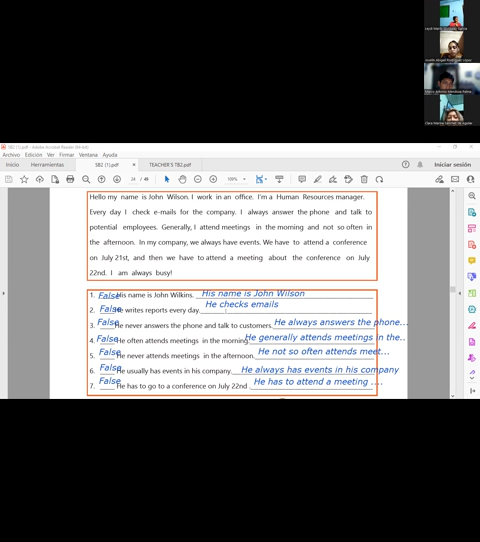 SB2 (1).pdf - Adobe Acrobat Reader (64-bit)
Archivo Edición Ver Firmar Ventana Ayuda
Inicio Herramientas SB2 (1).pdf × TEACHER'S TB2.pdf Iniciar sesión
24 / 48
Hello my name is John Wilson. I work in an office. I'm a Human Resources manager.
Every day I check e-mails for the company. I always answer the phone and talk to
potential employees. Generally, I attend meetings in the morning and not so often in
the afternoon. In my company, we always have events. We have to attend a conference
on July 21st, and then we have to attend a meeting about the conference on July
22nd. I am always busy!
1. False His name is John Wilkins. His name is John Wilson
2. False He writes reports every day. He checks emails
3. False He never answers the phone and talk to customers. He always answers the phone...
4. False He often attends meetings in the morning He generally attends meetings in the..
5. False He never attends meetings in the afternoon. He not so often attends meet...
6. False He usually has events in his company. He always has events in his company
7. False He has to go to a conference on July 22nd . He has to attend a meeting ....